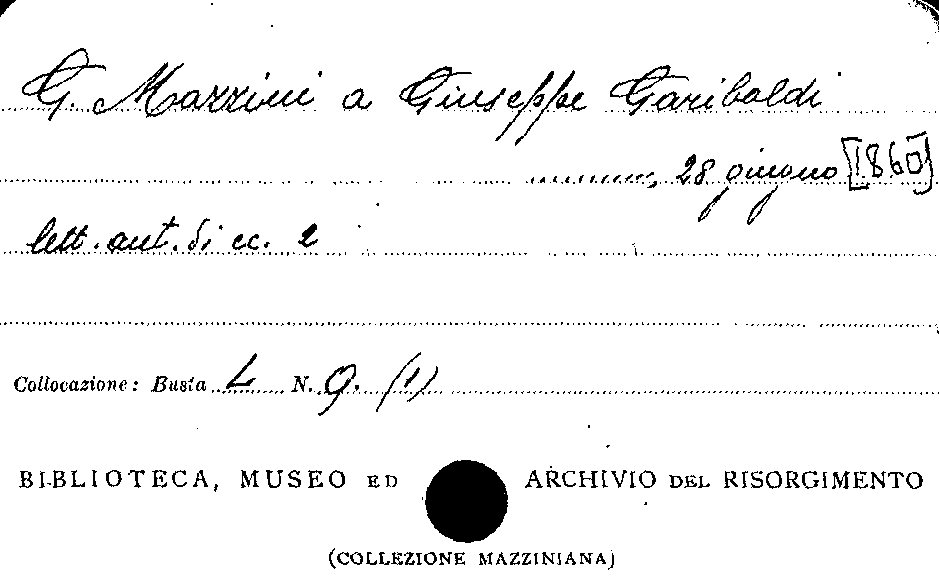 G. Mazzini a Giuseppe Garibaldi
........., 28 giugno [1860]
lett. aut. di cc. 2
Collocazione: Busta L N. 9. (1)
BIBLIOTECA, MUSEO ED ARCHIVIO DEL RISORGIMENTO
(COLLEZIONE MAZZINIANA)